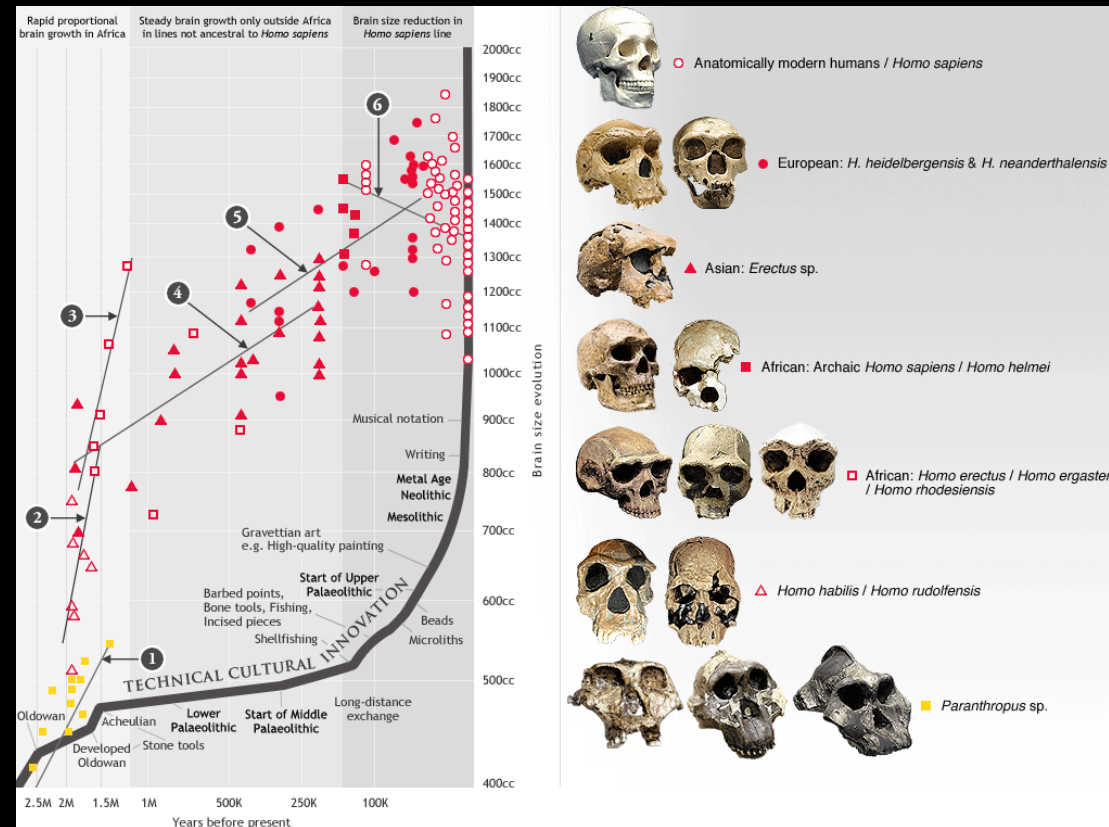 Rapid proportional
brain growth in Africa
Steady brain growth only outside Africa
in lines not ancestral to Homo sapiens
Brain size reduction in
Homo sapiens line
2000cc
1900cc
1800cc
1700cc
1600cc
1500cc
1400cc
1300cc
1200cc
1100cc
1000cc
900cc
800cc
700cc
600cc
500cc
400cc
Brain size evolution
6
5
4
3
2
1
Musical notation
Writing
Metal Age
Neolithic
Mesolithic
Gravettian art
e.g. High-quality painting
Start of Upper
Palaeolithic
Barbed points,
Bone tools, Fishing,
Incised pieces
Beads
Shellfishing
Microliths
TECHNICAL CULTURAL INNOVATION
Long-distance
exchange
Oldowan
Acheulian
Lower
Palaeolithic
Start of Middle
Palaeolithic
Developed
Oldowan
Stone tools
2.5M
2M
1.5M
1M
500K
250K
100K
Years before present
Anatomically modern humans / Homo sapiens
European: H. heidelbergensis & H. neanderthalensis
Asian: Erectus sp.
African: Archaic Homo sapiens / Homo helmei
African: Homo erectus / Homo ergaster
/ Homo rhodesiensis
Homo habilis / Homo rudolfensis
Paranthropus sp.